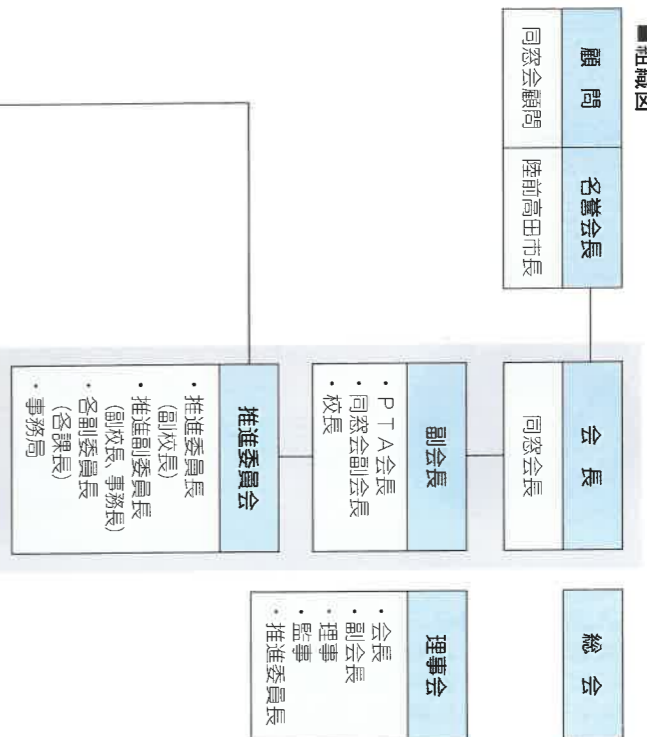 ■組織図
顧 問
同窓会顧問
名誉会長
陸前高田市長
会 長
同窓会長
副会長
・PTA会長
・同窓会副会長
・校長
推進委員会
・推進委員長
(副校長)
・推進副委員長
(副校長、事務長)
・各副委員長
(各課長)
・事務局
総 会
理事会
・会長
・副会長
・理事
・監事
・推進委員長